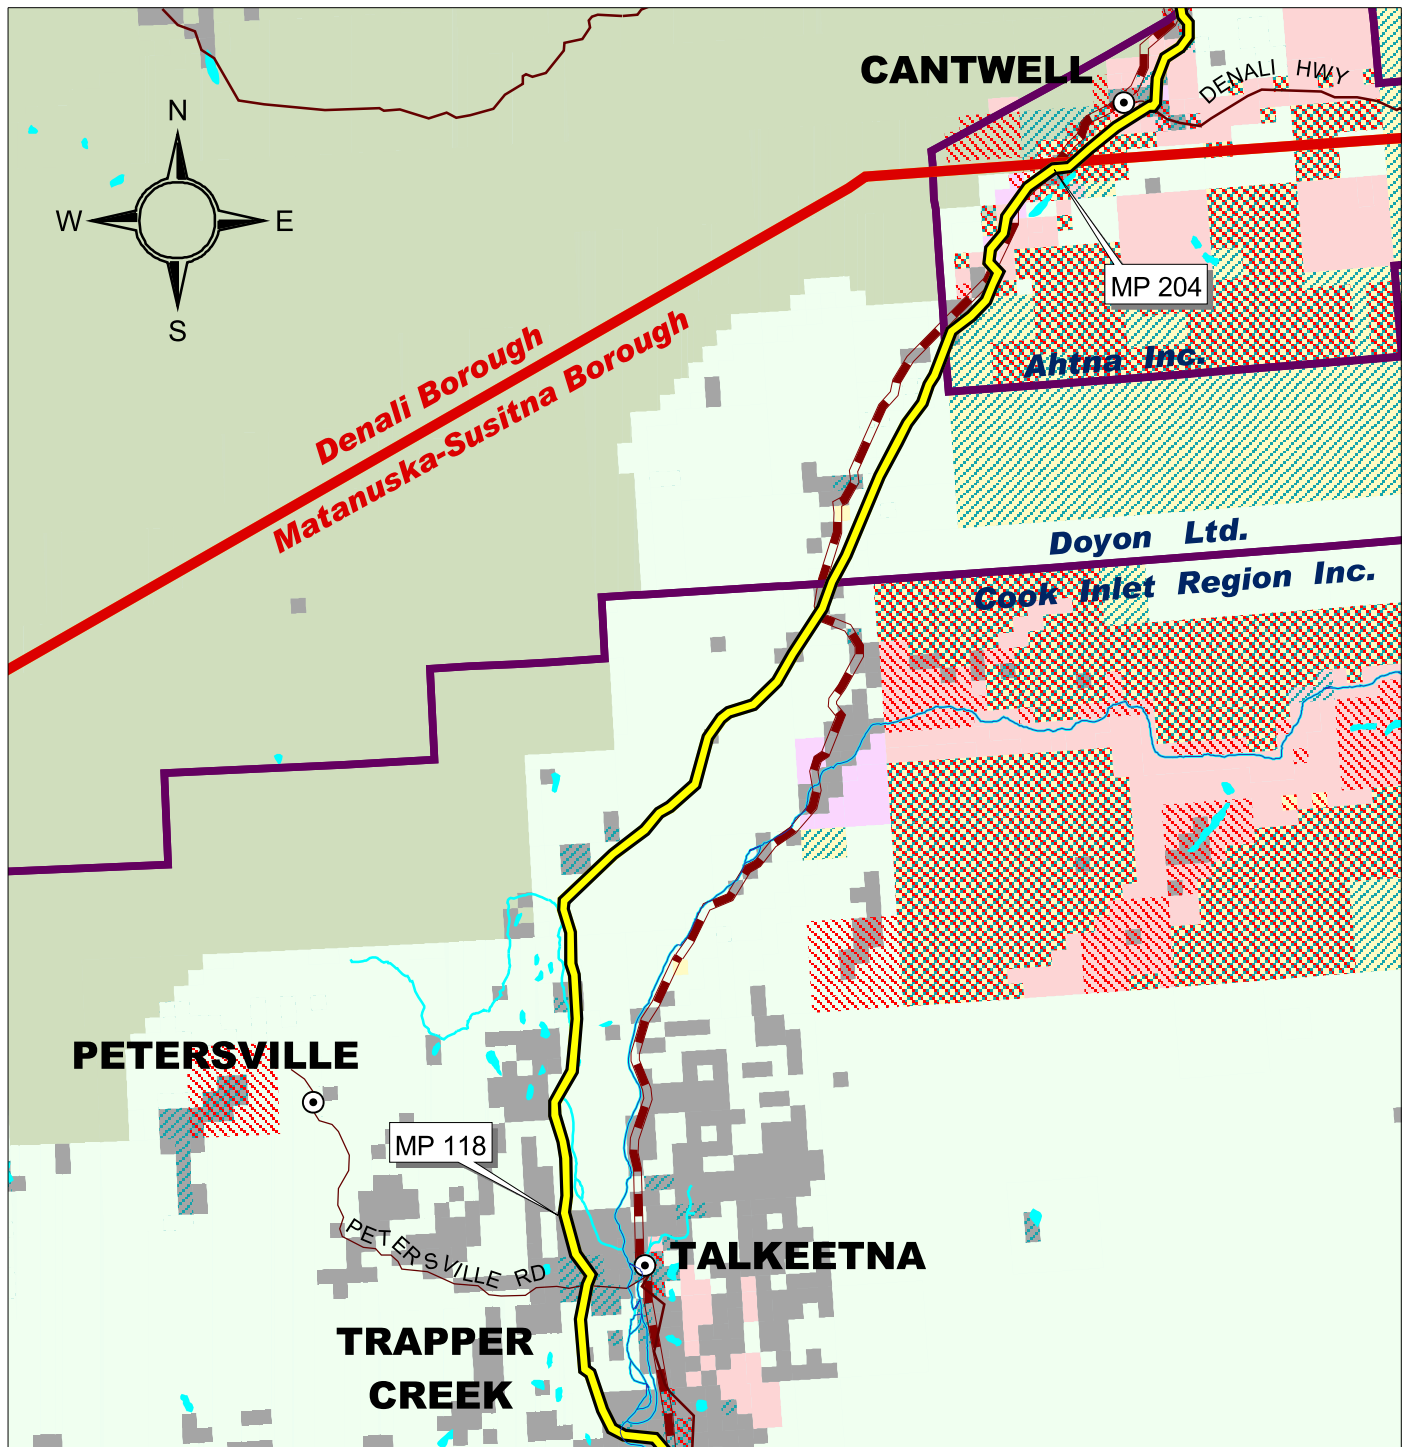 CANTWELL
DENALI HWY
N
W
E
S
MP 204
Denali Borough
Matanuska-Susitna Borough
Ahtna Inc.
Doyon Ltd.
Cook Inlet Region Inc.
PETERSVILLE
MP 118
PETERSVILLE RD
TALKEETNA
TRAPPER
CREEK